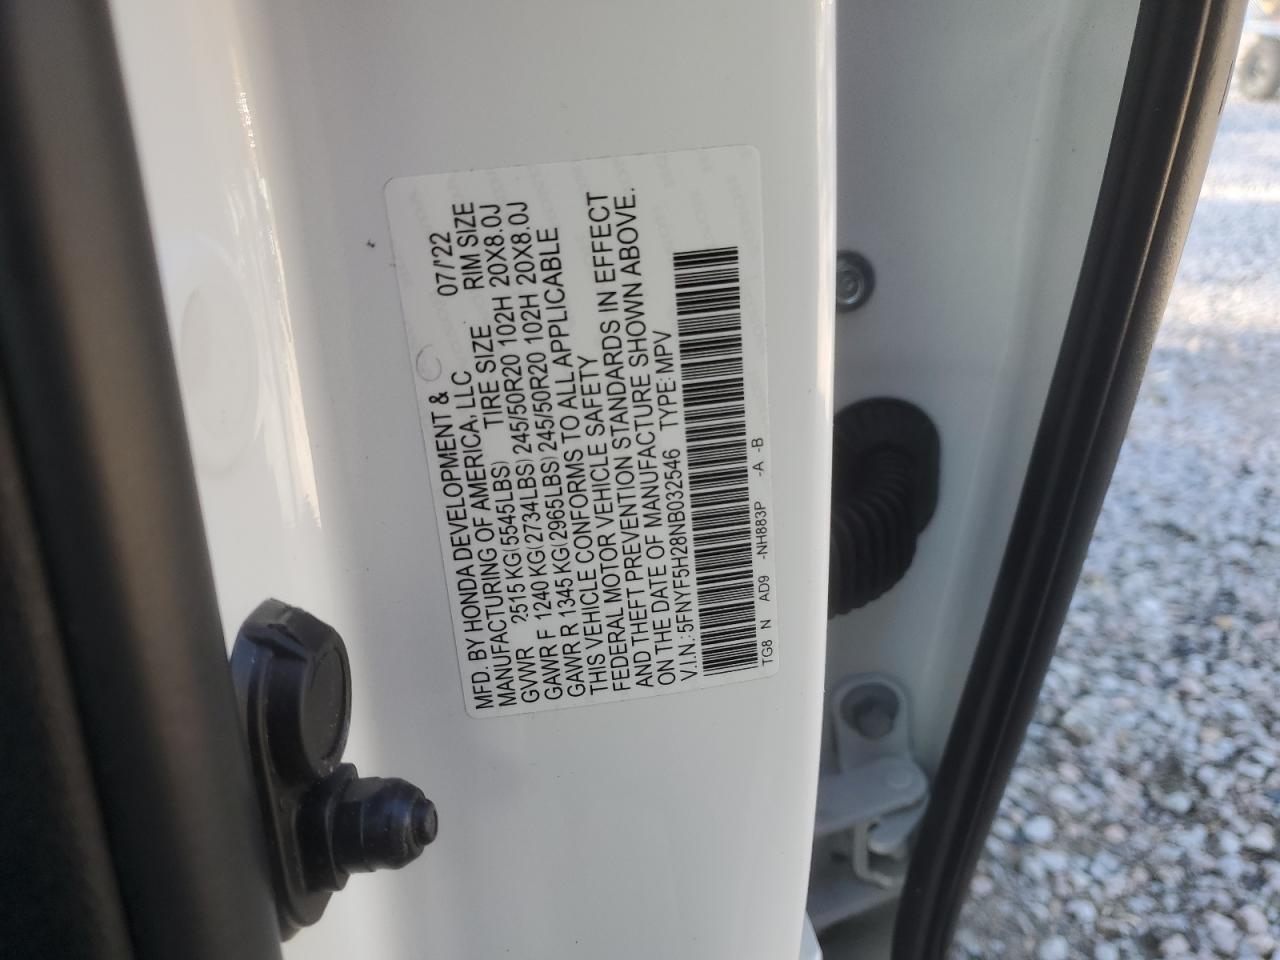 MFD. BY HONDA DEVELOPMENT &
MANUFACTURING OF AMERICA, LLC 07/'22
GVWR 2515 KG(5545LBS) TIRE SIZE RIM SIZE
GAWR F 1240 KG(2734LBS) 245/50R20 102H 20X8.0J
GAWR R 1345 KG(2965LBS) 245/50R20 102H 20X8.0J
THIS VEHICLE CONFORMS TO ALL APPLICABLE
FEDERAL MOTOR VEHICLE SAFETY
AND THEFT PREVENTION STANDARDS IN EFFECT
ON THE DATE OF MANUFACTURE SHOWN ABOVE.
V.I.N.: 5FNYF5H28NB032546 TYPE: MPV
TG8 N AD9 -NH883P -A -B